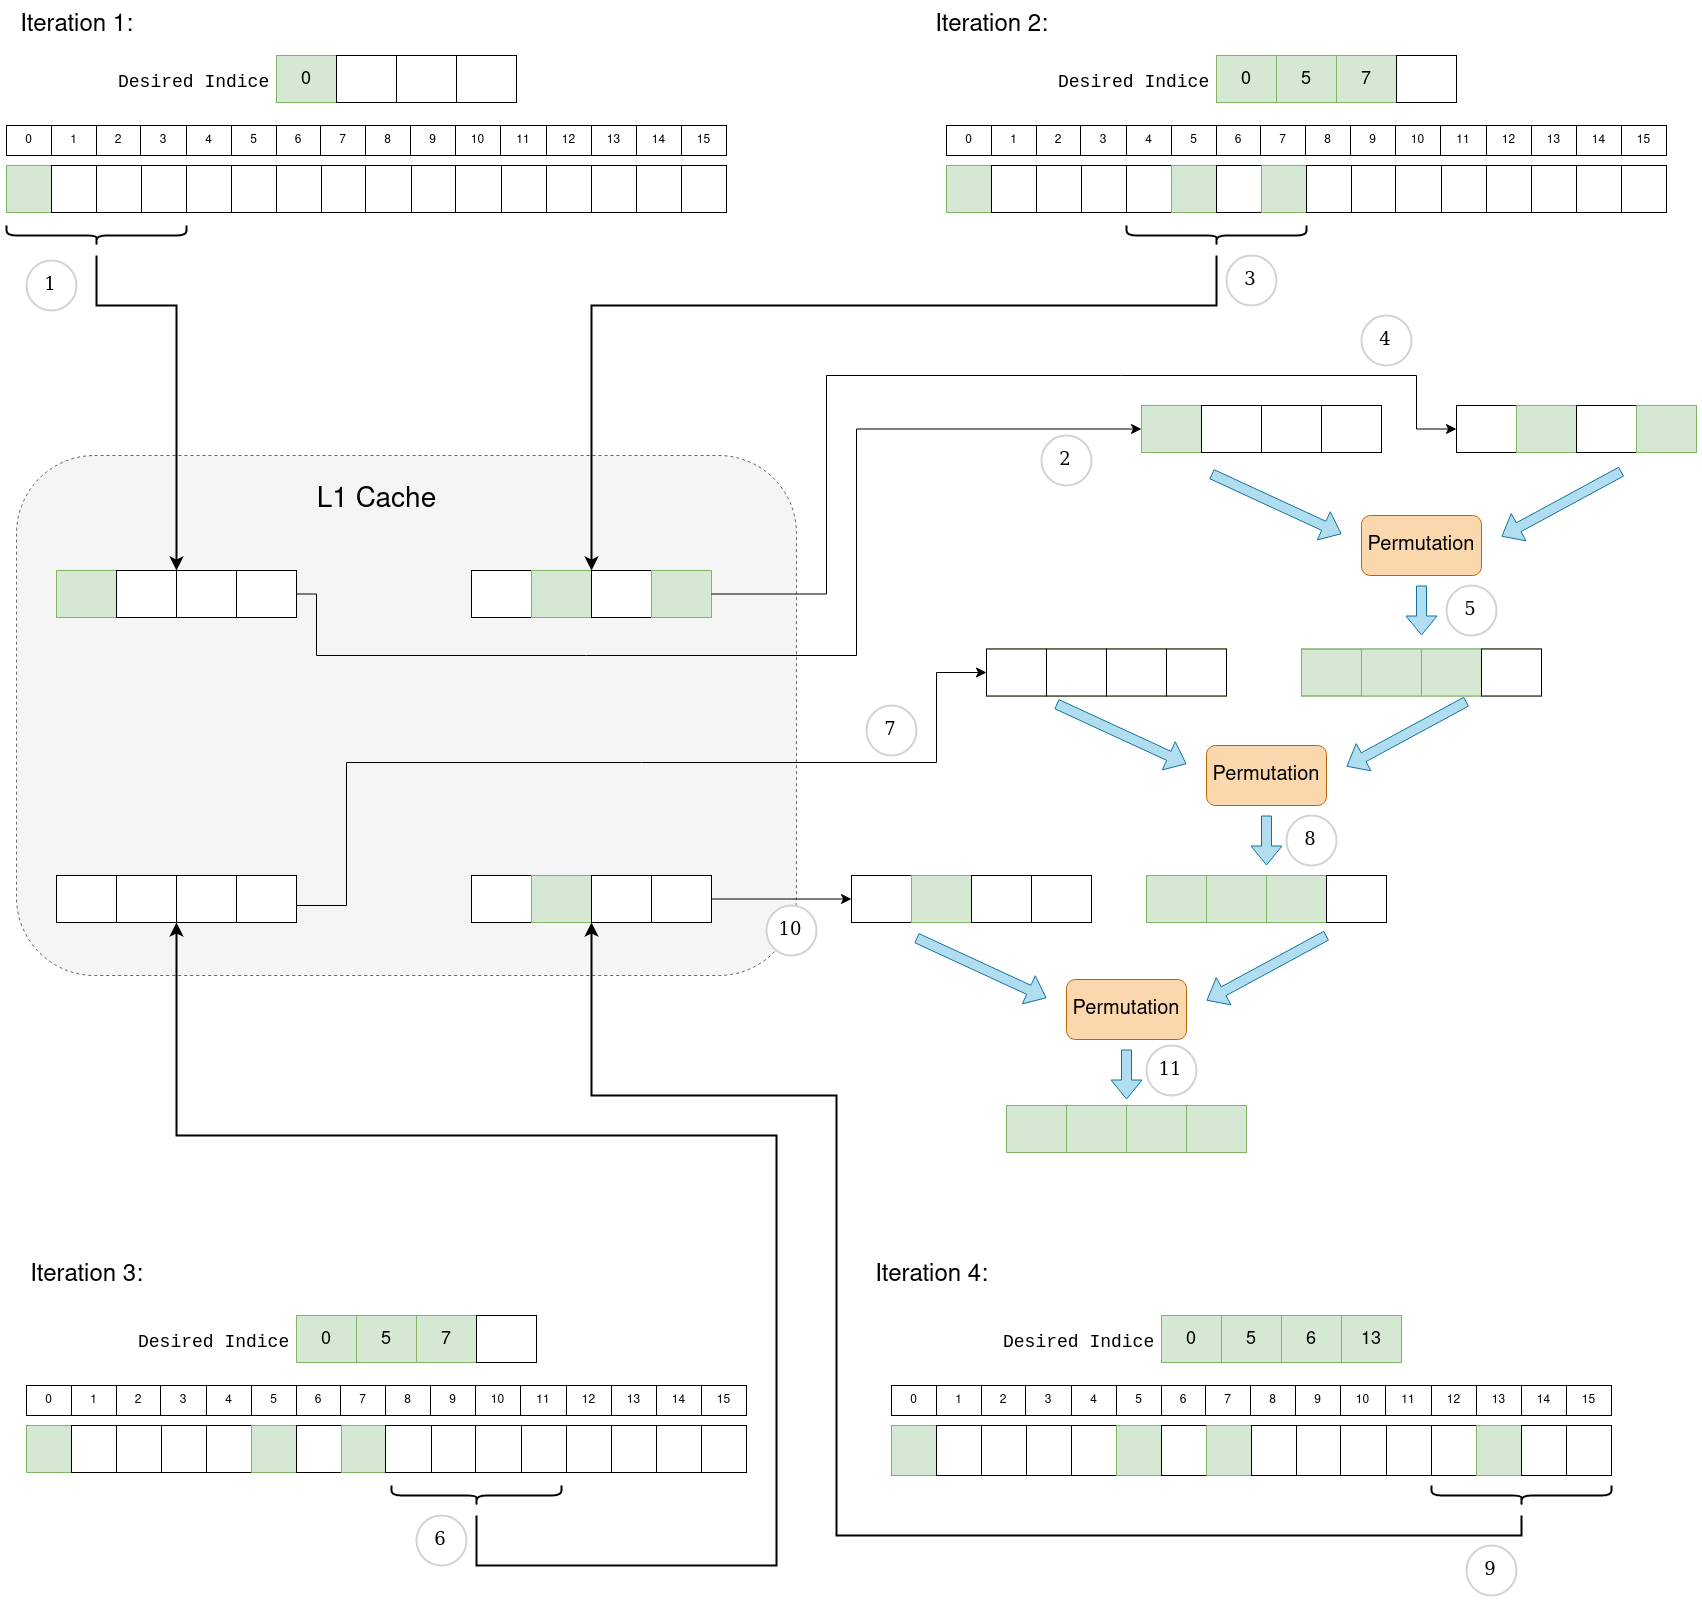 Iteration 1:
Desired Indice 0
0 1 2 3 4 5 6 7 8 9 10 11 12 13 14 15
1
Iteration 2:
Desired Indice 0 5 7
0 1 2 3 4 5 6 7 8 9 10 11 12 13 14 15
3
4
2
L1 Cache
Permutation
5
7
Permutation
8
10
Permutation
11
Iteration 3:
Desired Indice 0 5 7
0 1 2 3 4 5 6 7 8 9 10 11 12 13 14 15
6
Iteration 4:
Desired Indice 0 5 6 13
0 1 2 3 4 5 6 7 8 9 10 11 12 13 14 15
9